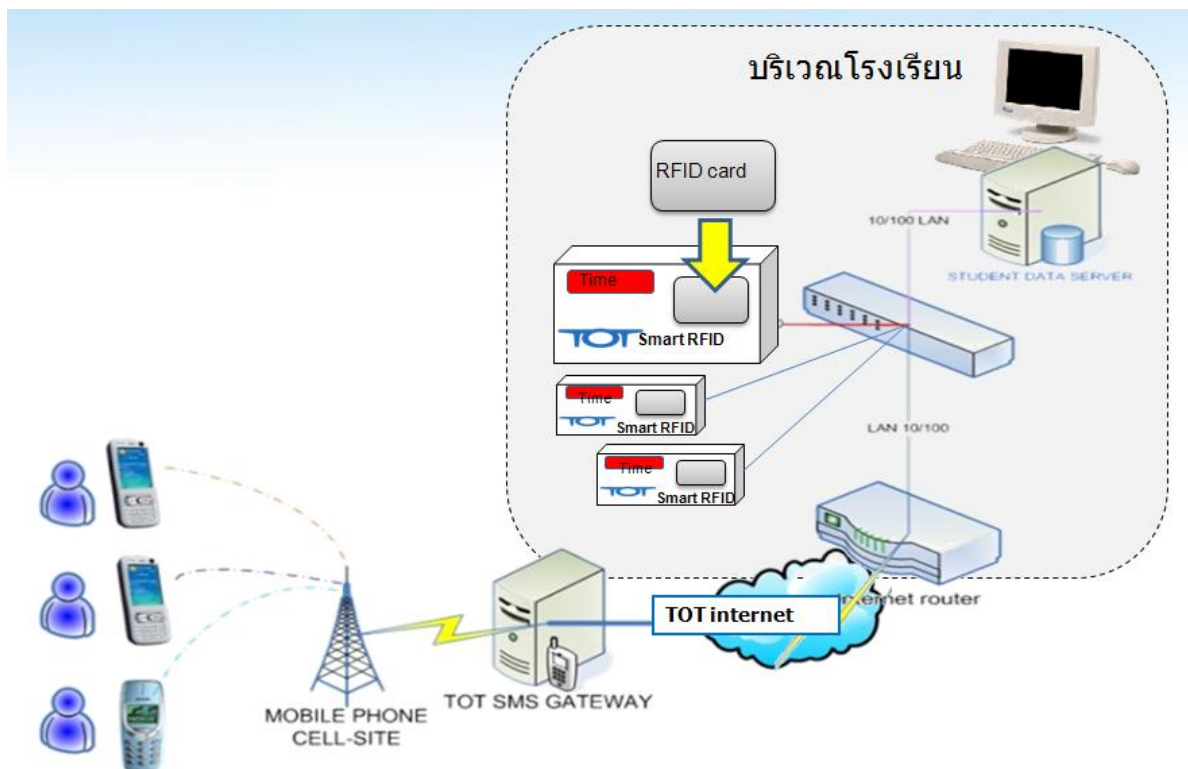 บริเวณโรงเรียน
RFID card
10/100 LAN
STUDENT DATA SERVER
Time
TOT Smart RFID
Time
TOT Smart RFID
Time
TOT Smart RFID
LAN 10/100
internet router
TOT internet
TOT SMS GATEWAY
MOBILE PHONE
CELL-SITE